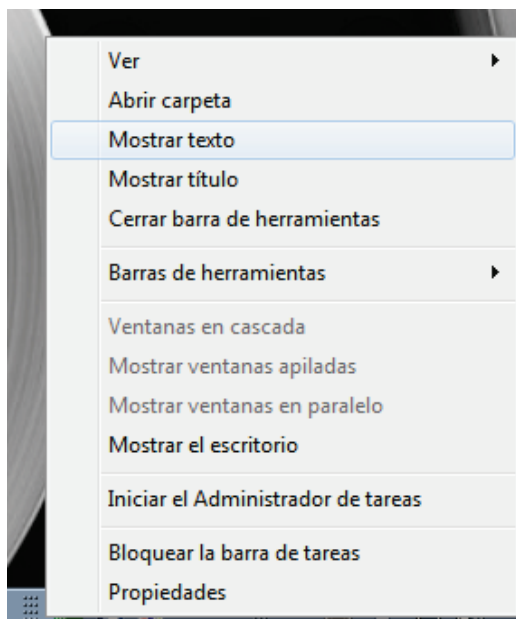 Ver
Abrir carpeta
Mostrar texto
Mostrar título
Cerrar barra de herramientas
Barras de herramientas
Ventanas en cascada
Mostrar ventanas apiladas
Mostrar ventanas en paralelo
Mostrar el escritorio
Iniciar el Administrador de tareas
Bloquear la barra de tareas
Propiedades